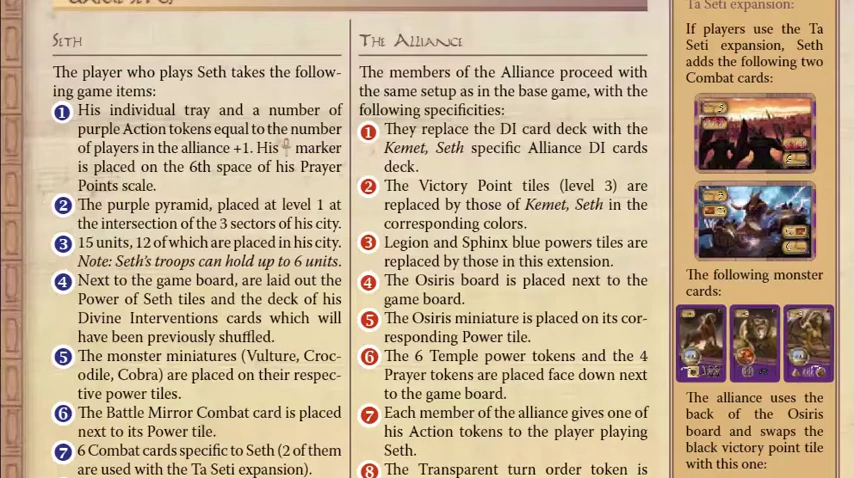 SETH
The player who plays Seth takes the follow-
ing game items:
1 His individual tray and a number of
purple Action tokens equal to the number
of players in the alliance +1. His marker
is placed on the 6th space of his Prayer
Points scale.
2 The purple pyramid, placed at level 1 at
the intersection of the 3 sectors of his city.
3 15 units, 12 of which are placed in his city.
Note: Seth's troops can hold up to 6 units.
4 Next to the game board, are laid out the
Power of Seth tiles and the deck of his
Divine Interventions cards which will
have been previously shuffled.
5 The monster miniatures (Vulture, Croc-
odile, Cobra) are placed on their respec-
tive power tiles.
6 The Battle Mirror Combat card is placed
next to its Power tile.
7 6 Combat cards specific to Seth (2 of them
are used with the Ta Seti expansion).
THE ALLIANCE
The members of the Alliance proceed with
the same setup as in the base game, with the
following specificities:
1 They replace the DI card deck with the
Kemet, Seth specific Alliance DI cards
deck.
2 The Victory Point tiles (level 3) are
replaced by those of Kemet, Seth in the
corresponding colors.
3 Legion and Sphinx blue powers tiles are
replaced by those in this extension.
4 The Osiris board is placed next to the
game board.
5 The Osiris miniature is placed on its cor-
responding Power tile.
6 The 6 Temple power tokens and the 4
Prayer tokens are placed face down next
to the game board.
7 Each member of the alliance gives one of
his Action tokens to the player playing
Seth.
8 The Transparent turn order token is
Ta Seti expansion:
If players use the Ta
Seti expansion, Seth
adds the following two
Combat cards:
The following monster
cards:
The alliance uses the
back of the Osiris
board and swaps the
black victory point tile
with this one: